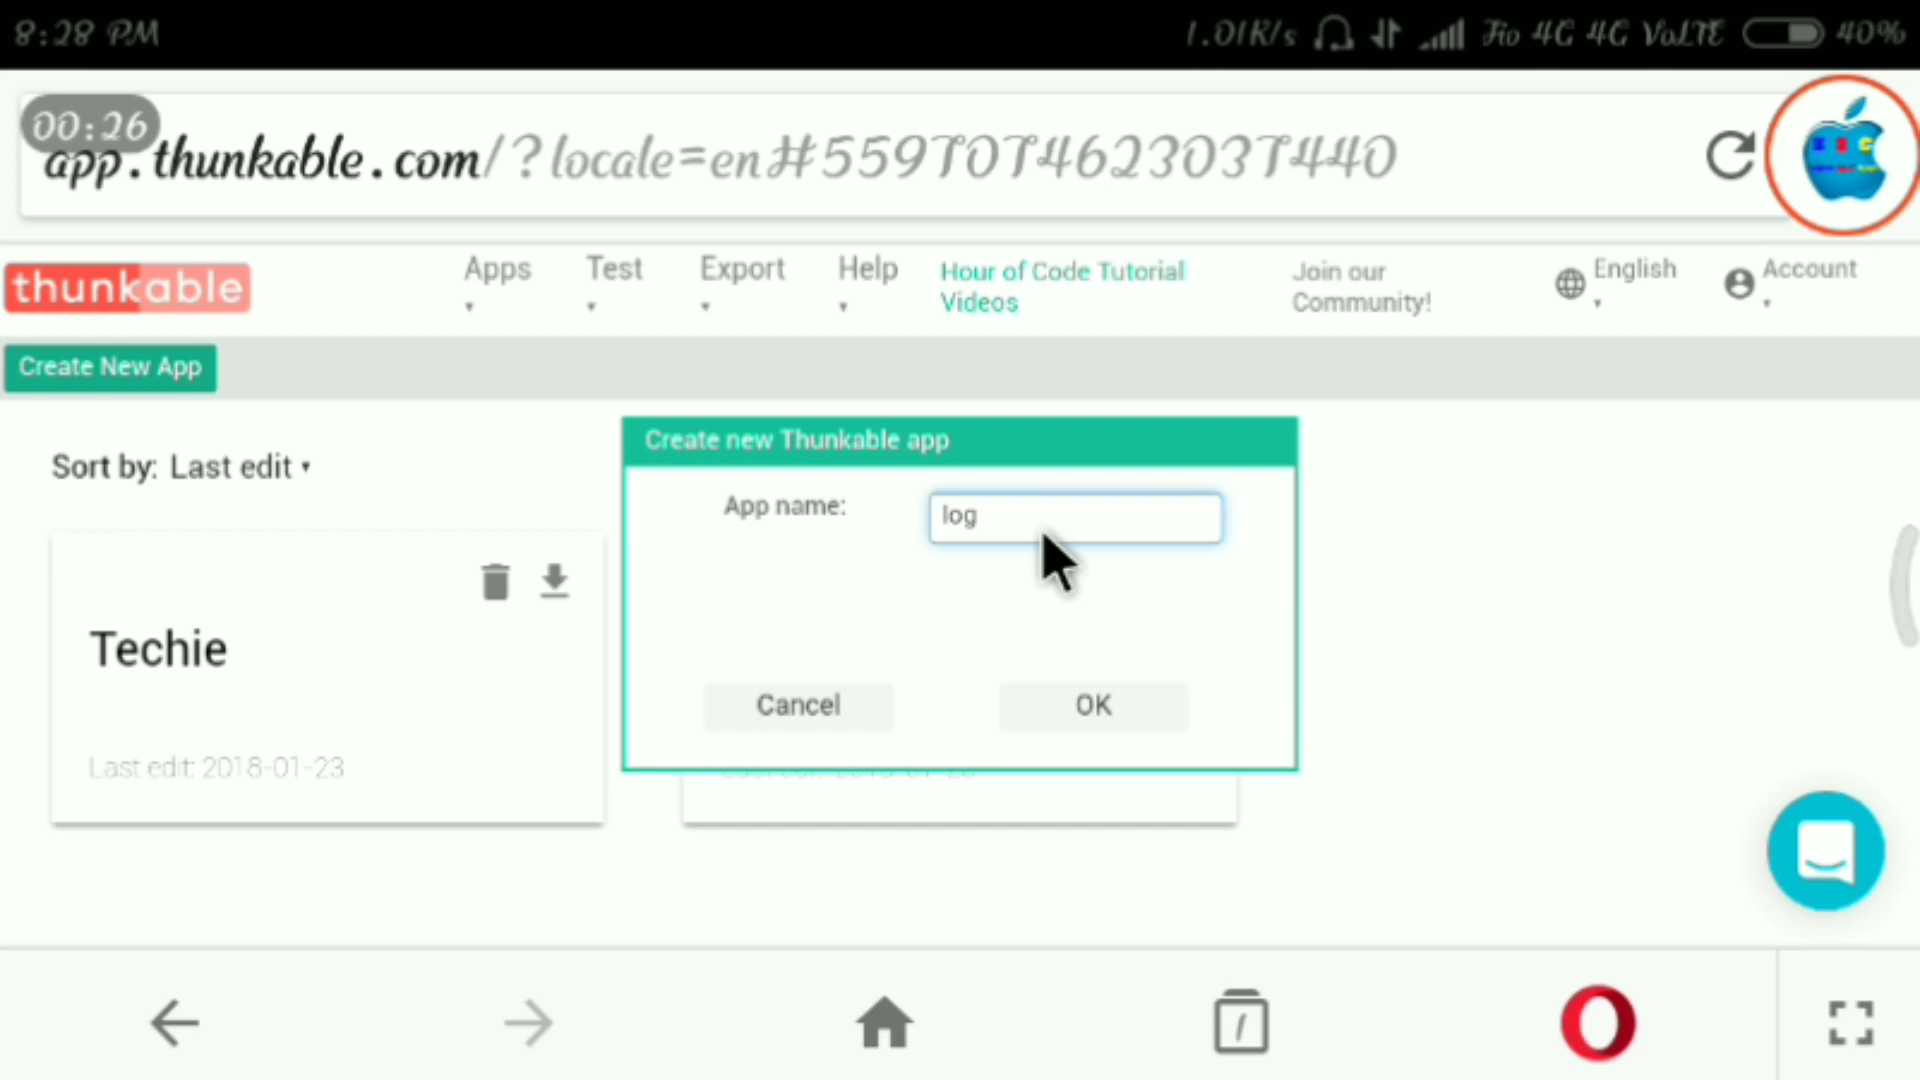 8:28 PM
1.01K/s Jio 4G 4G VoLTE 40%
00:26
app.thunkable.com/?locale=en#5597074623037440
thunkable
Apps
Test
Export
Help
Hour of Code Tutorial
Videos
Join our
Community!
English
Account
Create New App
Sort by: Last edit
Create new Thunkable app
App name:
log
Cancel
OK
Techie
Last edit: 2018-01-23